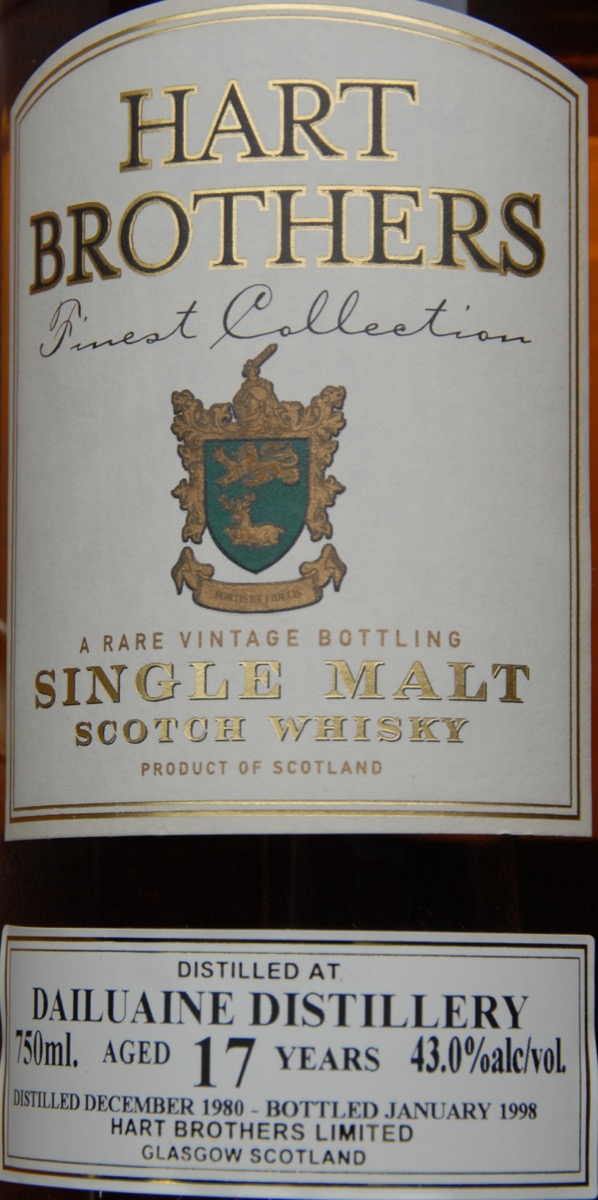 HART
BROTHERS
Finest Collection
FORTIS ET FIDELIS
A RARE VINTAGE BOTTLING
SINGLE MALT
SCOTCH WHISKY
PRODUCT OF SCOTLAND
DISTILLED AT
DAILUAINE DISTILLERY
750ml. AGED 17 YEARS 43.0%alc/vol.
DISTILLED DECEMBER 1980 - BOTTLED JANUARY 1998
HART BROTHERS LIMITED
GLASGOW SCOTLAND